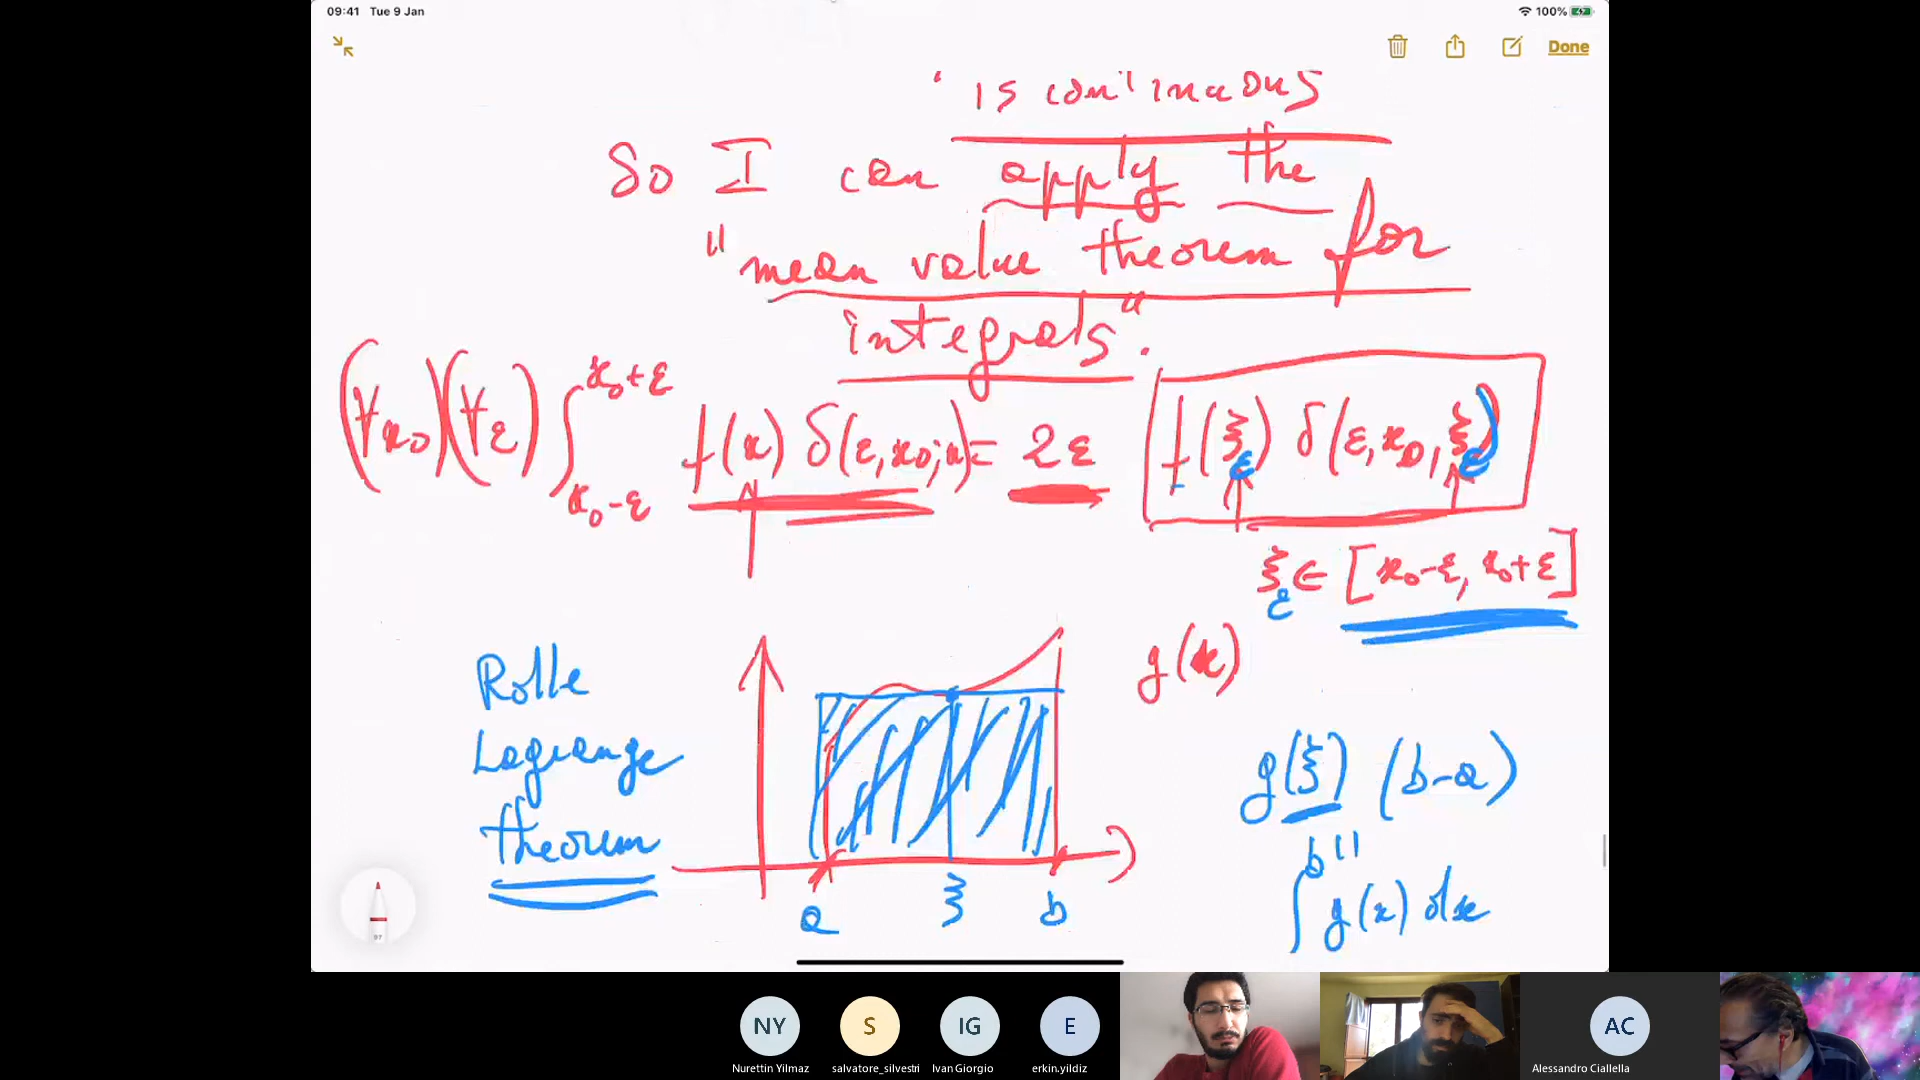 09:41 Tue 9 Jan
100%
Done
is continuous
So I can apply the
"mean value theorem for
integrals".
(∀x₀)(∀ε) ∫_{x₀-ε}^{x₀+ε} f(x) δ(ε,x₀;x) = 2ε f(ξ_ε) δ(ε,x₀,ξ_ε)
ξ_ε ∈ [x₀-ε, x₀+ε]
Rolle
Lagrange
theorem
g(x)
g(ξ) (b-a)
||
∫^b g(x) dx
a ξ b
97
NY
S
IG
E
AC
Nurettin Yilmaz
salvatore_silvestri
Ivan Giorgio
erkin.yildiz
Alessandro Ciallella